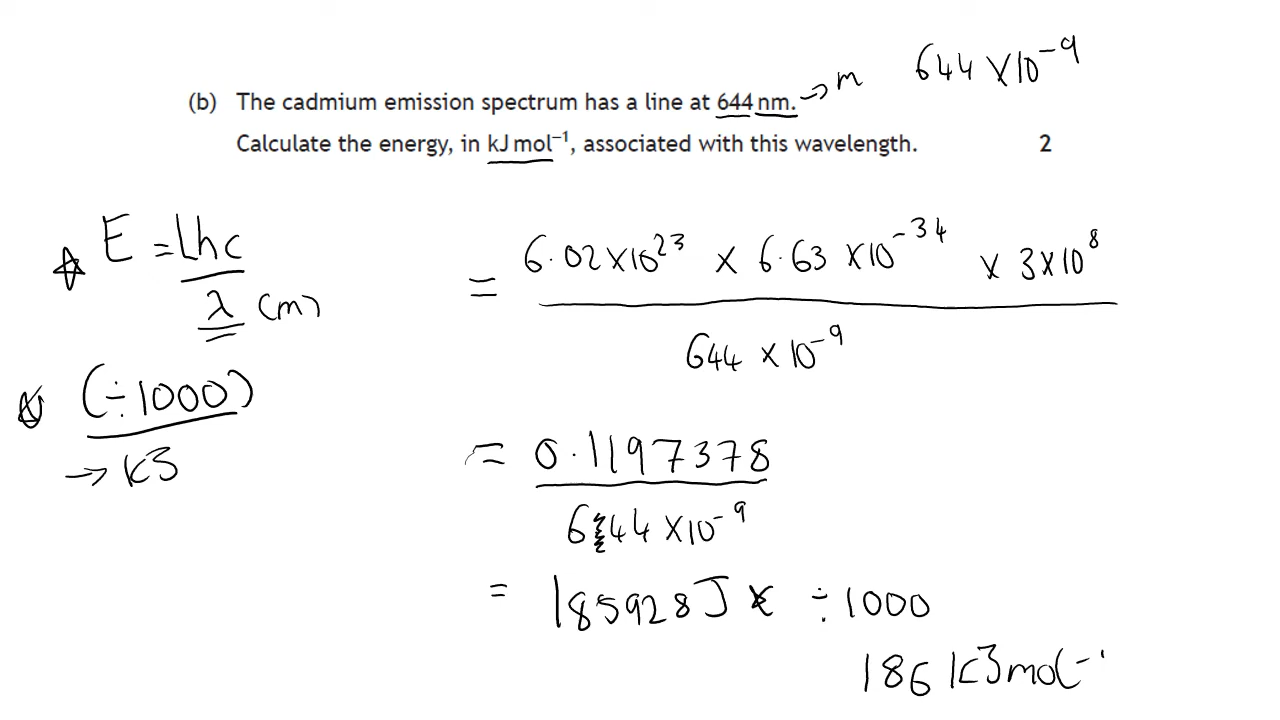 644 × 10⁻⁹
(b) The cadmium emission spectrum has a line at 644 nm. → m
Calculate the energy, in kJ mol⁻¹, associated with this wavelength. 2
E = Lhc
λ (m)
(÷1000)
→ kJ
= 6.02 × 10²³ × 6.63 × 10⁻³⁴ × 3 × 10⁸
644 × 10⁻⁹
= 0.1197378
644 × 10⁻⁹
= 185928 J ÷ 1000
186 kJ mol⁻¹